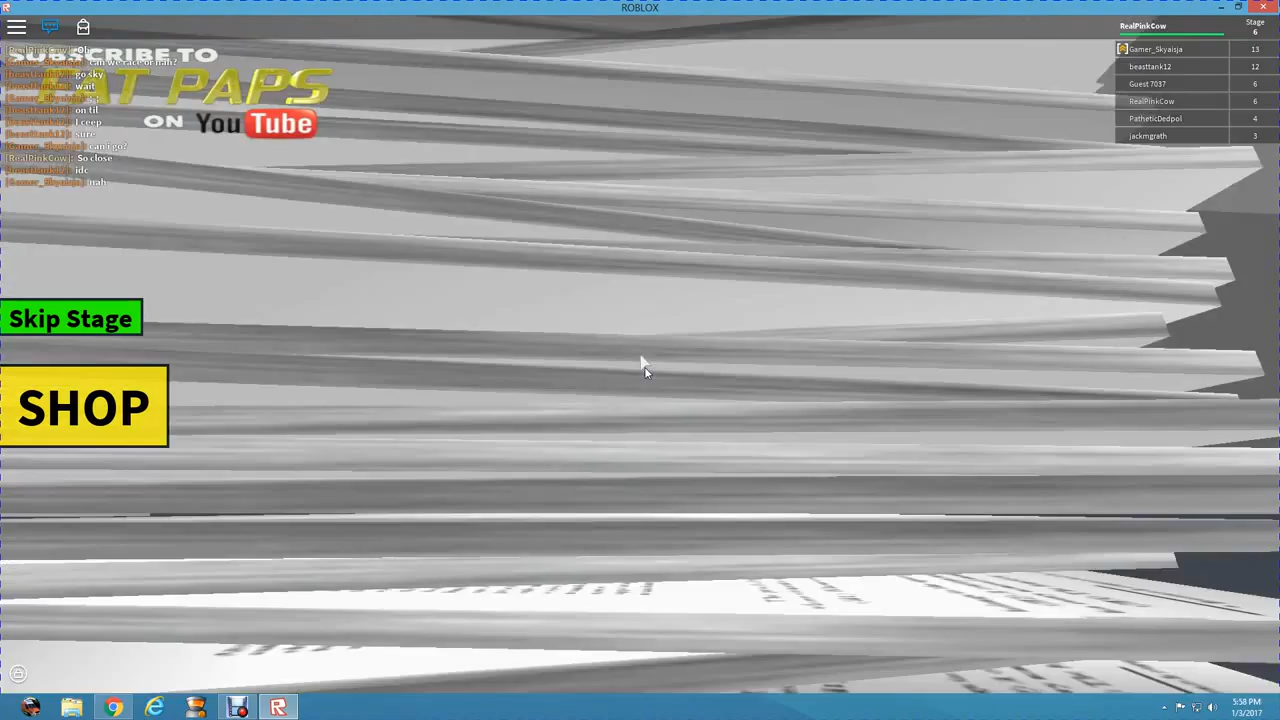 ROBLOX
RealPinkCow
Stage
6
Gamer_Skyaisja 13
beasttank12 12
Guest 7037 6
RealPinkCow 6
PatheticDedpol 4
jackmgrath 3
SUBSCRIBE TO
PAPS
ON YouTube
can we race or nah?
go sky
wait
on til
I ceep
sure
can i go?
[RealPinkCow]: So close
idc
nah
Skip Stage
SHOP
5:58 PM
1/3/2017